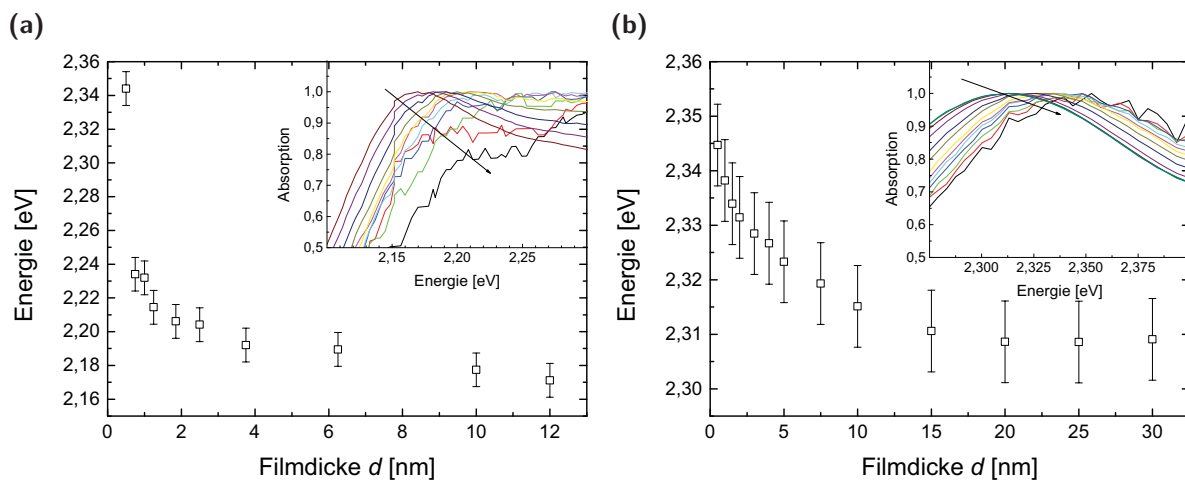 (a)
Energie [eV]
2,36
2,34
2,33
2,30
2,24
2,22
2,20
2,18
2,16
0 2 4 6 8 10 12
Filmdicke d [nm]
Absorption
1,0
0,9
0,8
0,7
0,6
0,5
2,15 2,20 2,25
Energie [eV]
(b)
Energie [eV]
2,36
2,35
2,34
2,33
2,32
2,31
2,30
0 5 10 15 20 25 30
Filmdicke d [nm]
Absorption
1,0
0,9
0,8
0,7
0,6
0,5
2,300 2,325 2,350 2,375
Energie [eV]